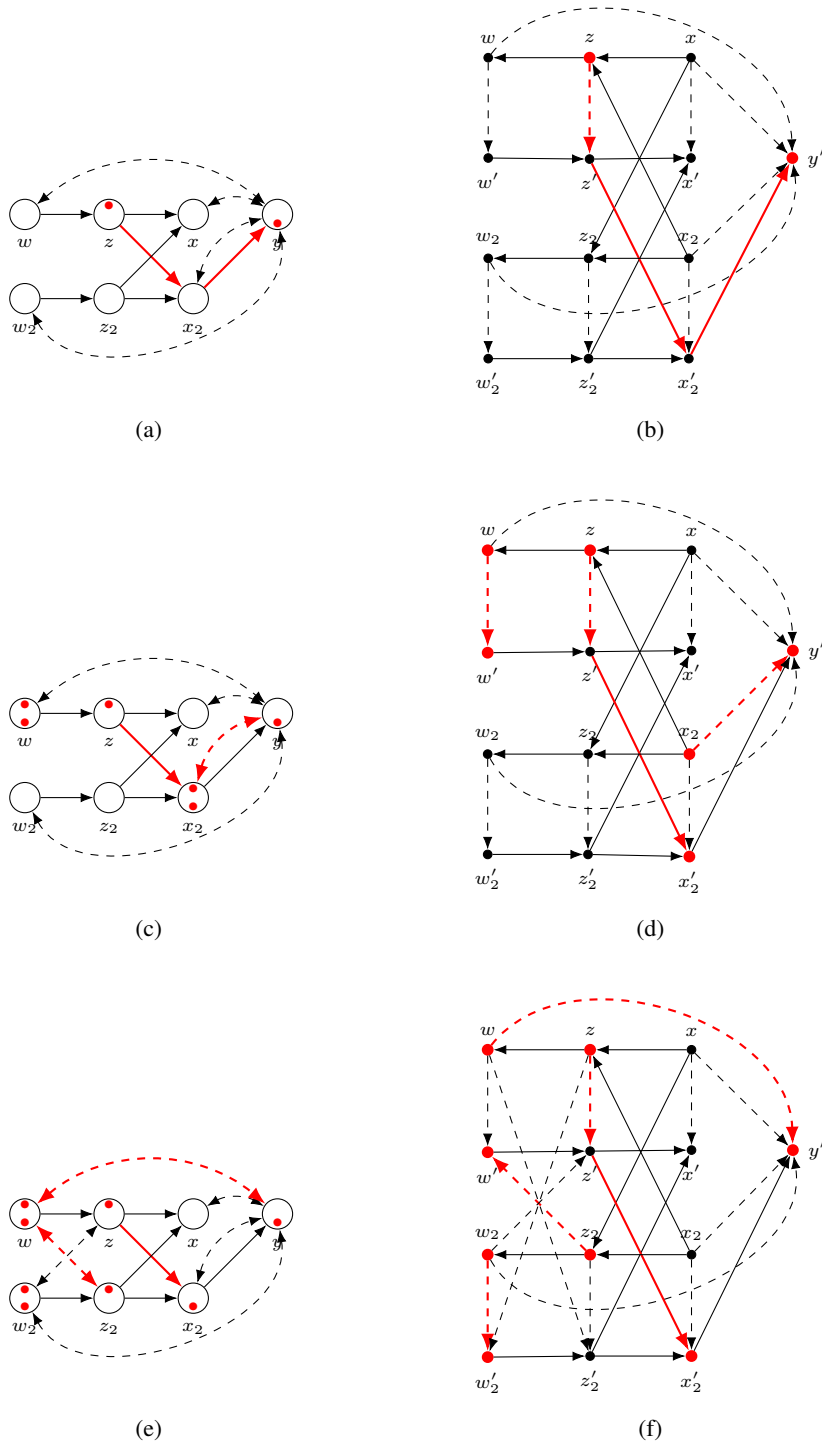 w z x
y'
w' z' x'
w z x y
w₂ z₂ x₂
w₂ z₂ x₂
w'₂ z'₂ x'₂
(a) (b)
w z x
y'
w' z' x'
w z x y
w₂ z₂ x₂
w₂ z₂ x₂
w'₂ z'₂ x'₂
(c) (d)
w z x
y'
w' z' x'
w z x y
w₂ z₂ x₂
w₂ z₂ x₂
w'₂ z'₂ x'₂
(e) (f)